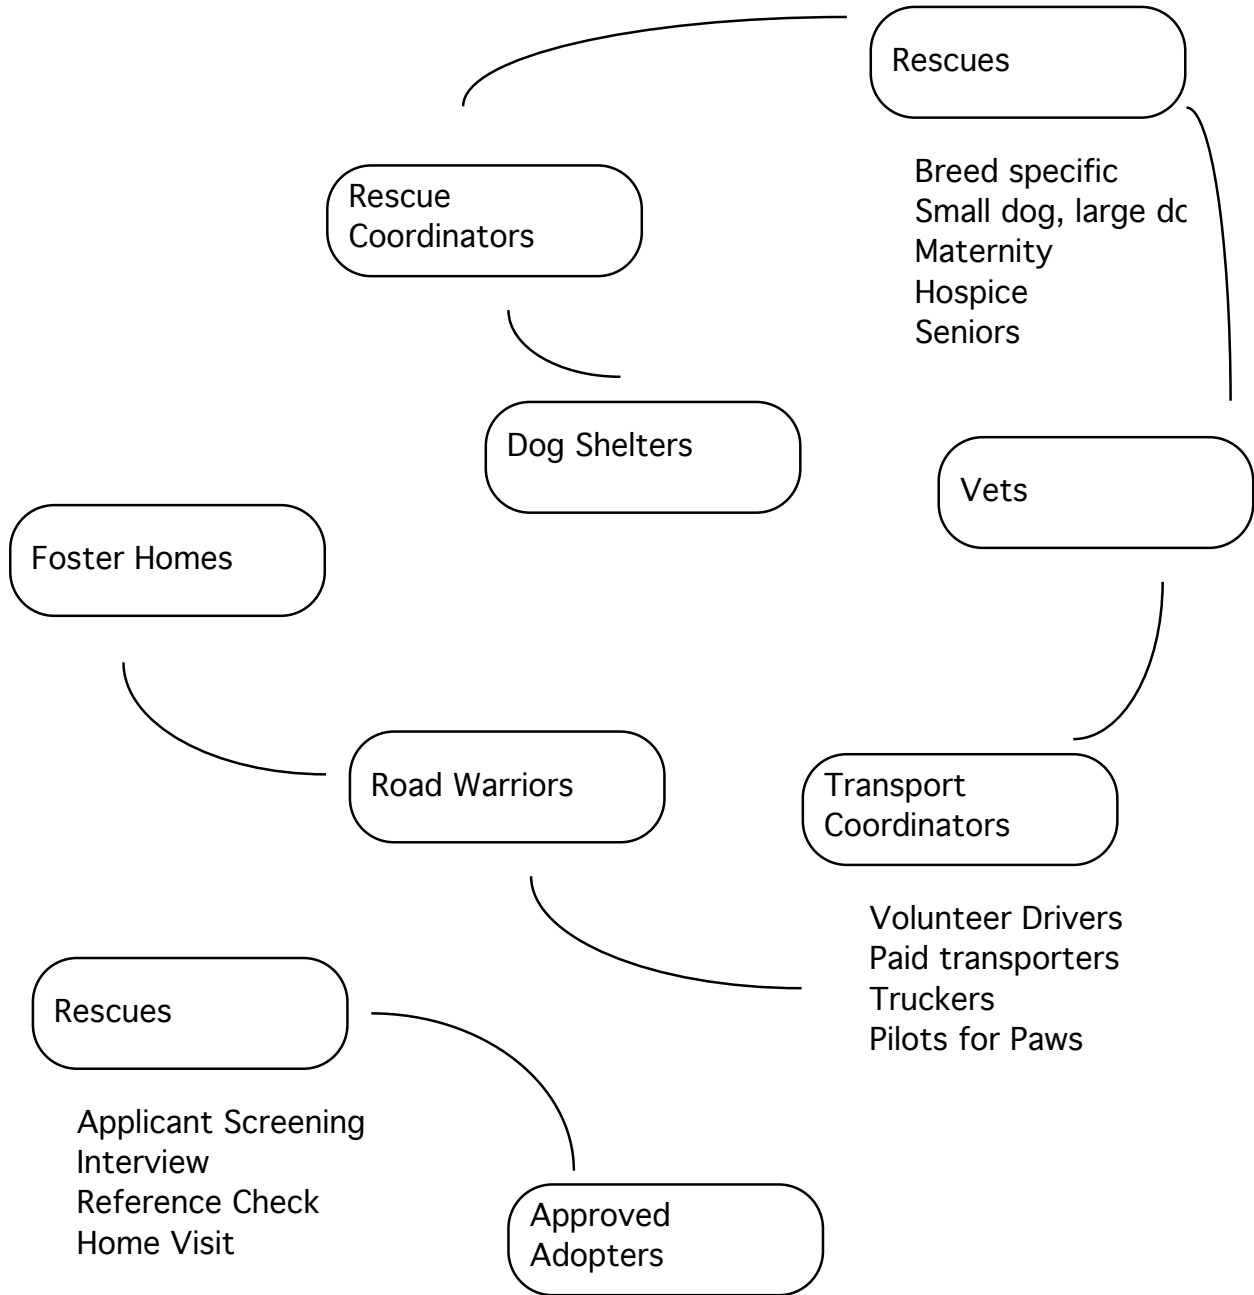 Rescues
Breed specific
Small dog, large
Maternity
Hospice
Seniors
Rescue
Coordinators
Dog Shelters
Vets
Foster Homes
Road Warriors
Transport
Coordinators
Volunteer Drivers
Paid transporters
Truckers
Pilots for Paws
Rescues
Applicant Screening
Interview
Reference Check
Home Visit
Approved
Adopters